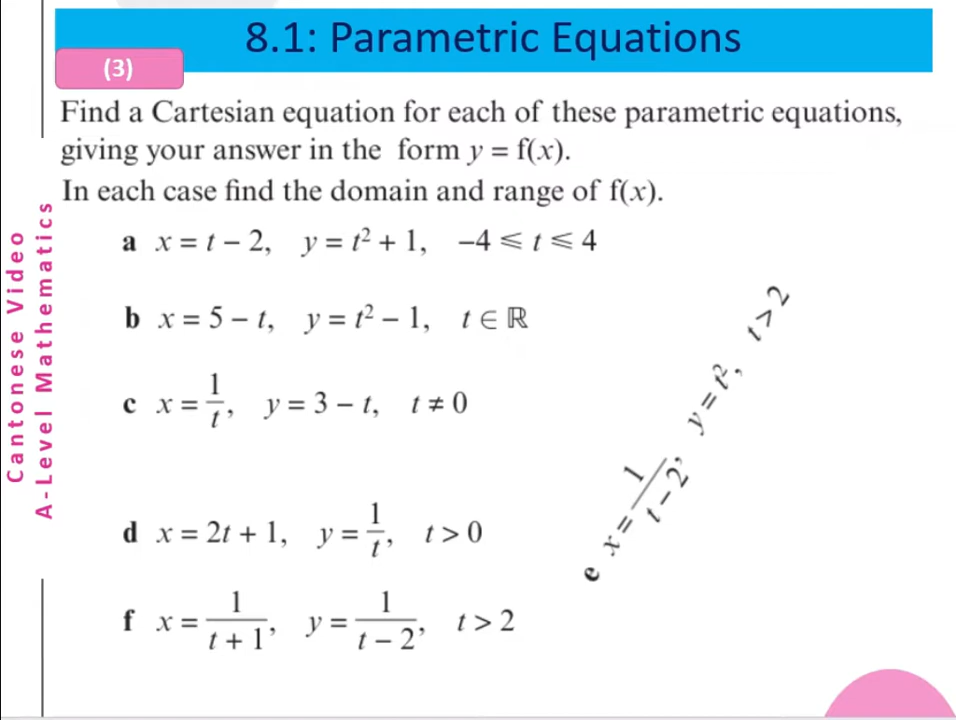 8.1: Parametric Equations
(3)
Find a Cartesian equation for each of these parametric equations,
giving your answer in the form y = f(x).
In each case find the domain and range of f(x).
a x = t − 2, y = t² + 1, −4 ⩽ t ⩽ 4
b x = 5 − t, y = t² − 1, t ∈ ℝ
c x = 1/t, y = 3 − t, t ≠ 0
d x = 2t + 1, y = 1/t, t > 0
e x = 1/(t − 2), y = t², t > 2
f x = 1/(t + 1), y = 1/(t − 2), t > 2
Cantonese Video
A-Level Mathematics